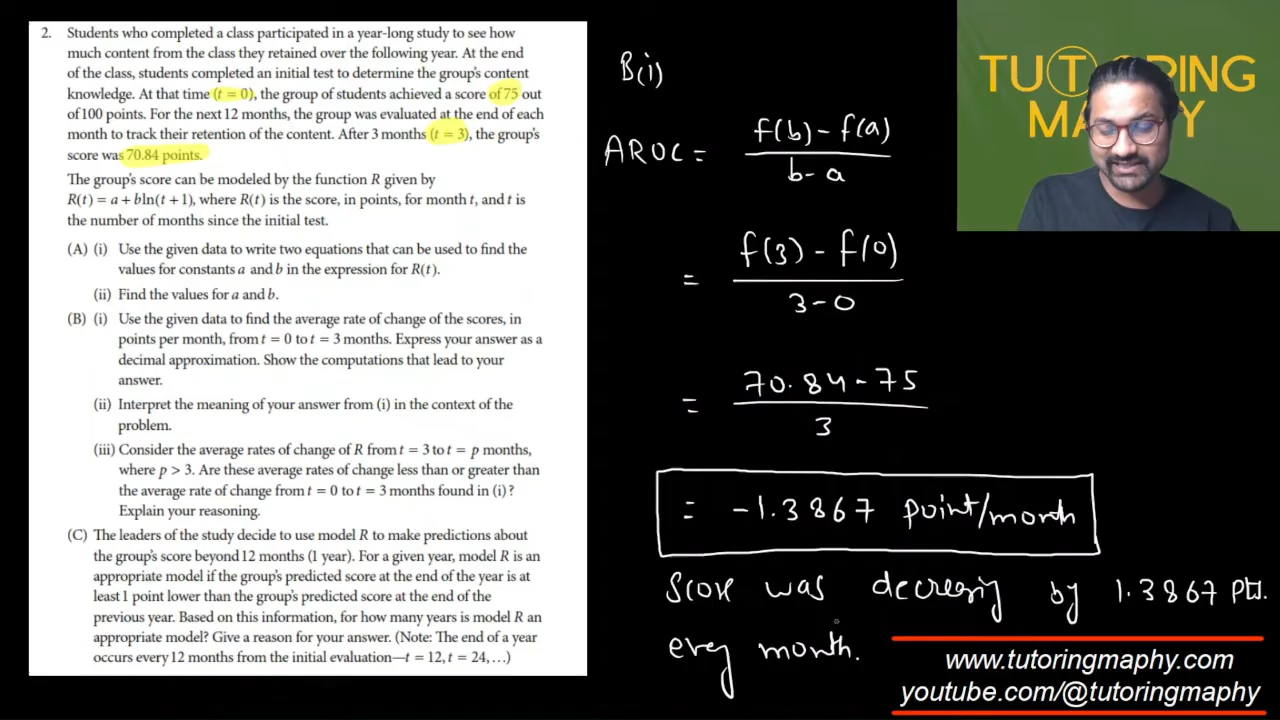 2. Students who completed a class participated in a year-long study to see how
much content from the class they retained over the following year. At the end
of the class, students completed an initial test to determine the group's content
knowledge. At that time (t = 0), the group of students achieved a score of 75 out
of 100 points. For the next 12 months, the group was evaluated at the end of each
month to track their retention of the content. After 3 months (t = 3), the group's
score was 70.84 points.
The group's score can be modeled by the function R given by
R(t) = a + bln(t + 1), where R(t) is the score, in points, for month t, and t is
the number of months since the initial test.
(A) (i) Use the given data to write two equations that can be used to find the
values for constants a and b in the expression for R(t).
(ii) Find the values for a and b.
(B) (i) Use the given data to find the average rate of change of the scores, in
points per month, from t = 0 to t = 3 months. Express your answer as a
decimal approximation. Show the computations that lead to your
answer.
(ii) Interpret the meaning of your answer from (i) in the context of the
problem.
(iii) Consider the average rates of change of R from t = 3 to t = p months,
where p > 3. Are these average rates of change less than or greater than
the average rate of change from t = 0 to t = 3 months found in (i)?
Explain your reasoning.
(C) The leaders of the study decide to use model R to make predictions about
the group's score beyond 12 months (1 year). For a given year, model R is an
appropriate model if the group's predicted score at the end of the year is at
least 1 point lower than the group's predicted score at the end of the
previous year. Based on this information, for how many years is model R an
appropriate model? Give a reason for your answer. (Note: The end of a year
occurs every 12 months from the initial evaluation—t = 12, t = 24, …)
B(i)
AROC = f(b) - f(a)
b - a
= f(3) - f(0)
3 - 0
= 70.84 - 75
3
= -1.3867 point/month
Score was decreasing by 1.3867 pts.
every month.
TUTORING
MA PHY
www.tutoringmaphy.com
youtube.com/@tutoringmaphy